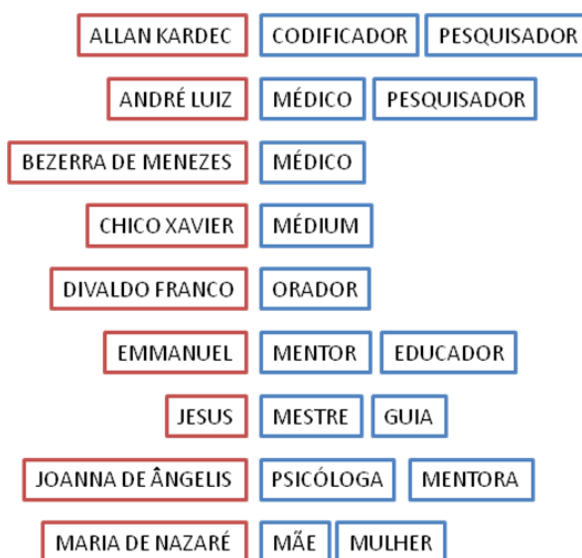 ALLAN KARDEC CODIFICADOR PESQUISADOR
ANDRÉ LUIZ MÉDICO PESQUISADOR
BEZERRA DE MENEZES MÉDICO
CHICO XAVIER MÉDIUM
DIVALDO FRANCO ORADOR
EMMANUEL MENTOR EDUCADOR
JESUS MESTRE GUIA
JOANNA DE ÂNGELIS PSICÓLOGA MENTORA
MARIA DE NAZARÉ MÃE MULHER